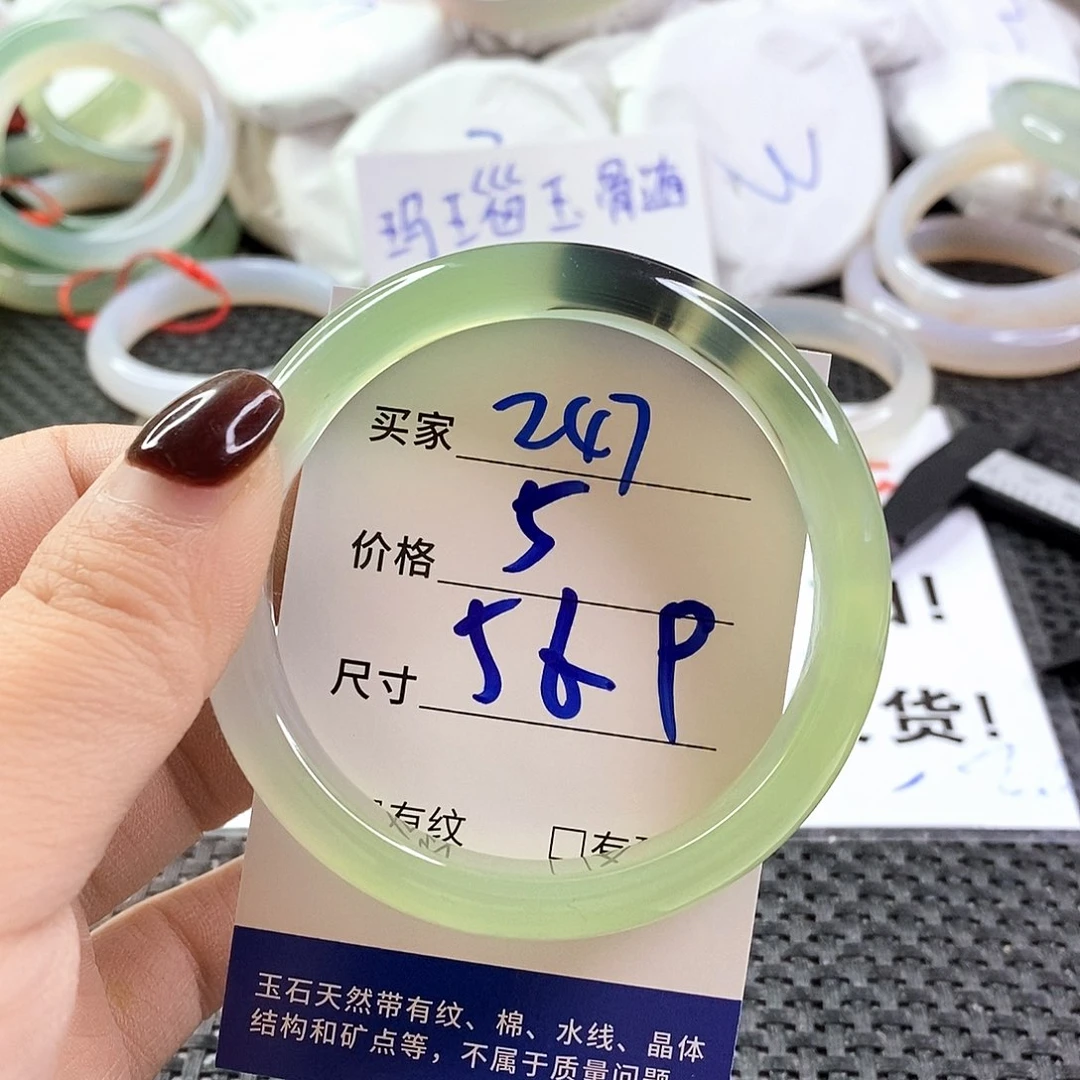 玛瑙玉骨髓
买家 247
价格 5
尺寸 56P
有纹 □有
!
货!
玉石天然带有纹、棉、水线、晶体
结构和矿点等，不属于质量问题